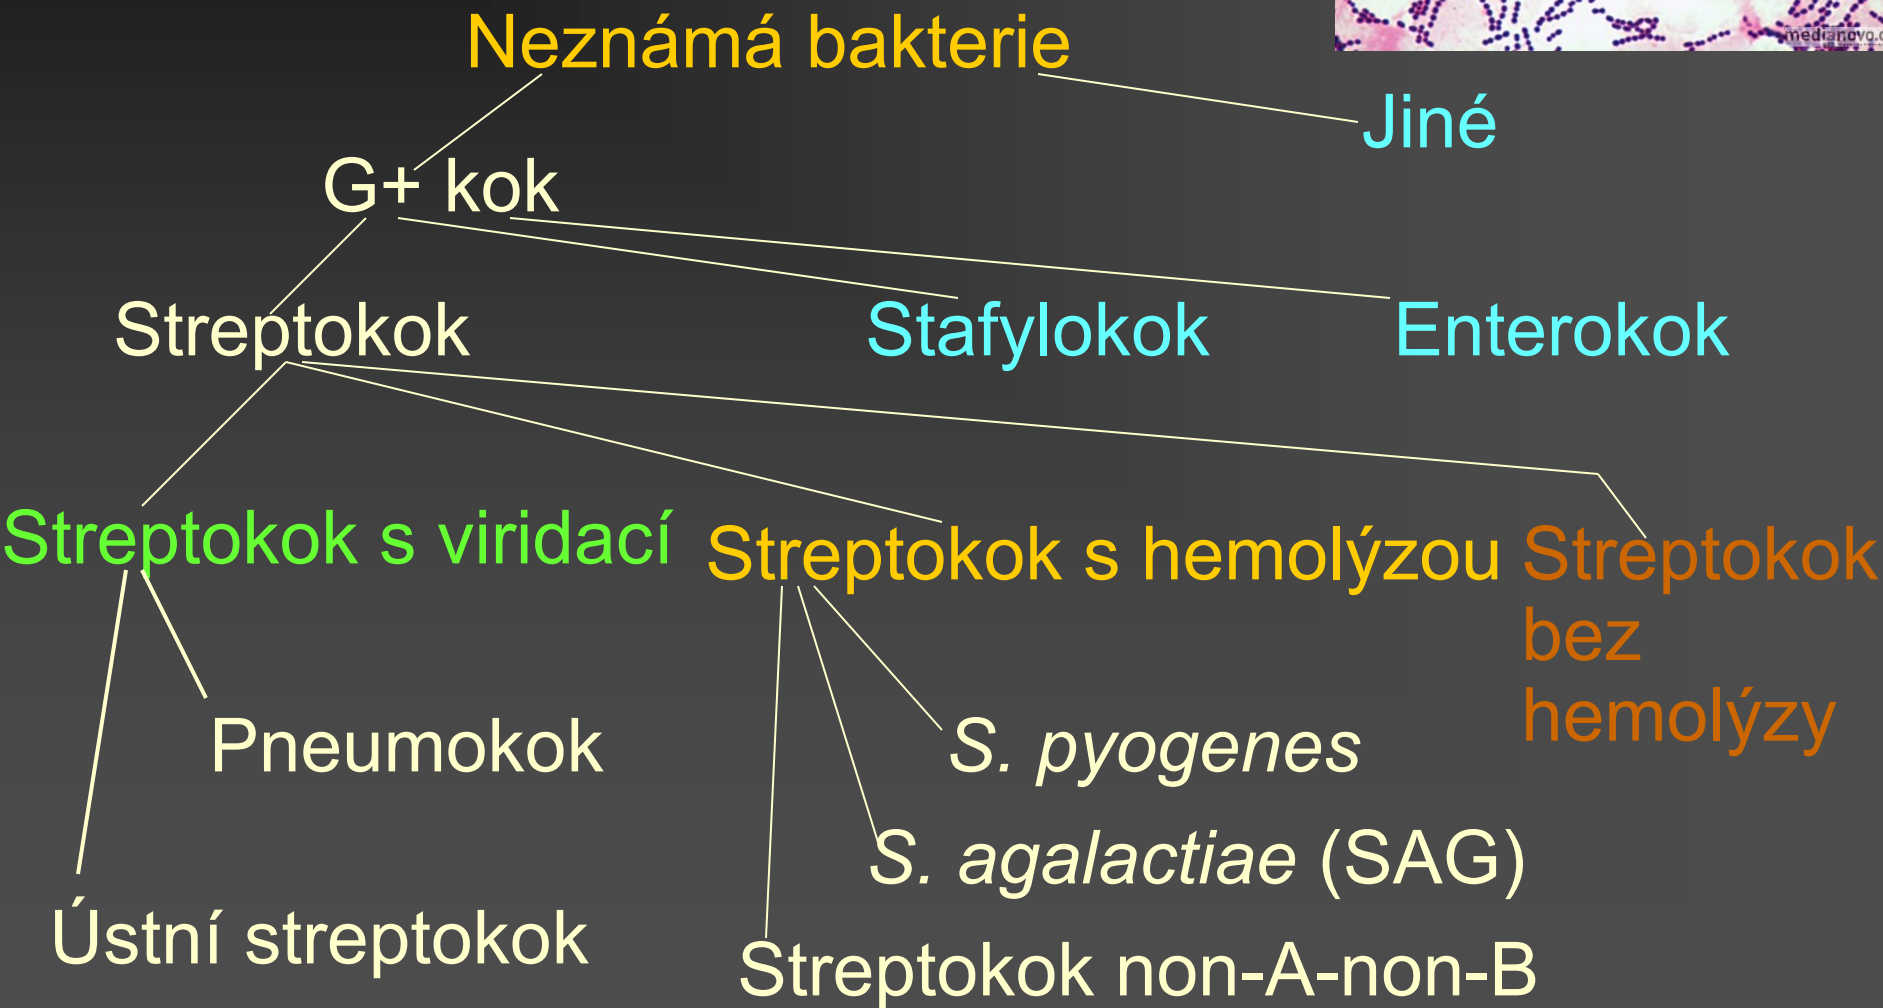 Neznámá bakterie
Jiné
G+ kok
Streptokok
Stafylokok
Enterokok
Streptokok s viridací
Streptokok s hemolýzou
Streptokok
bez
hemolýzy
Pneumokok
S. pyogenes
S. agalactiae (SAG)
Ústní streptokok
Streptokok non-A-non-B